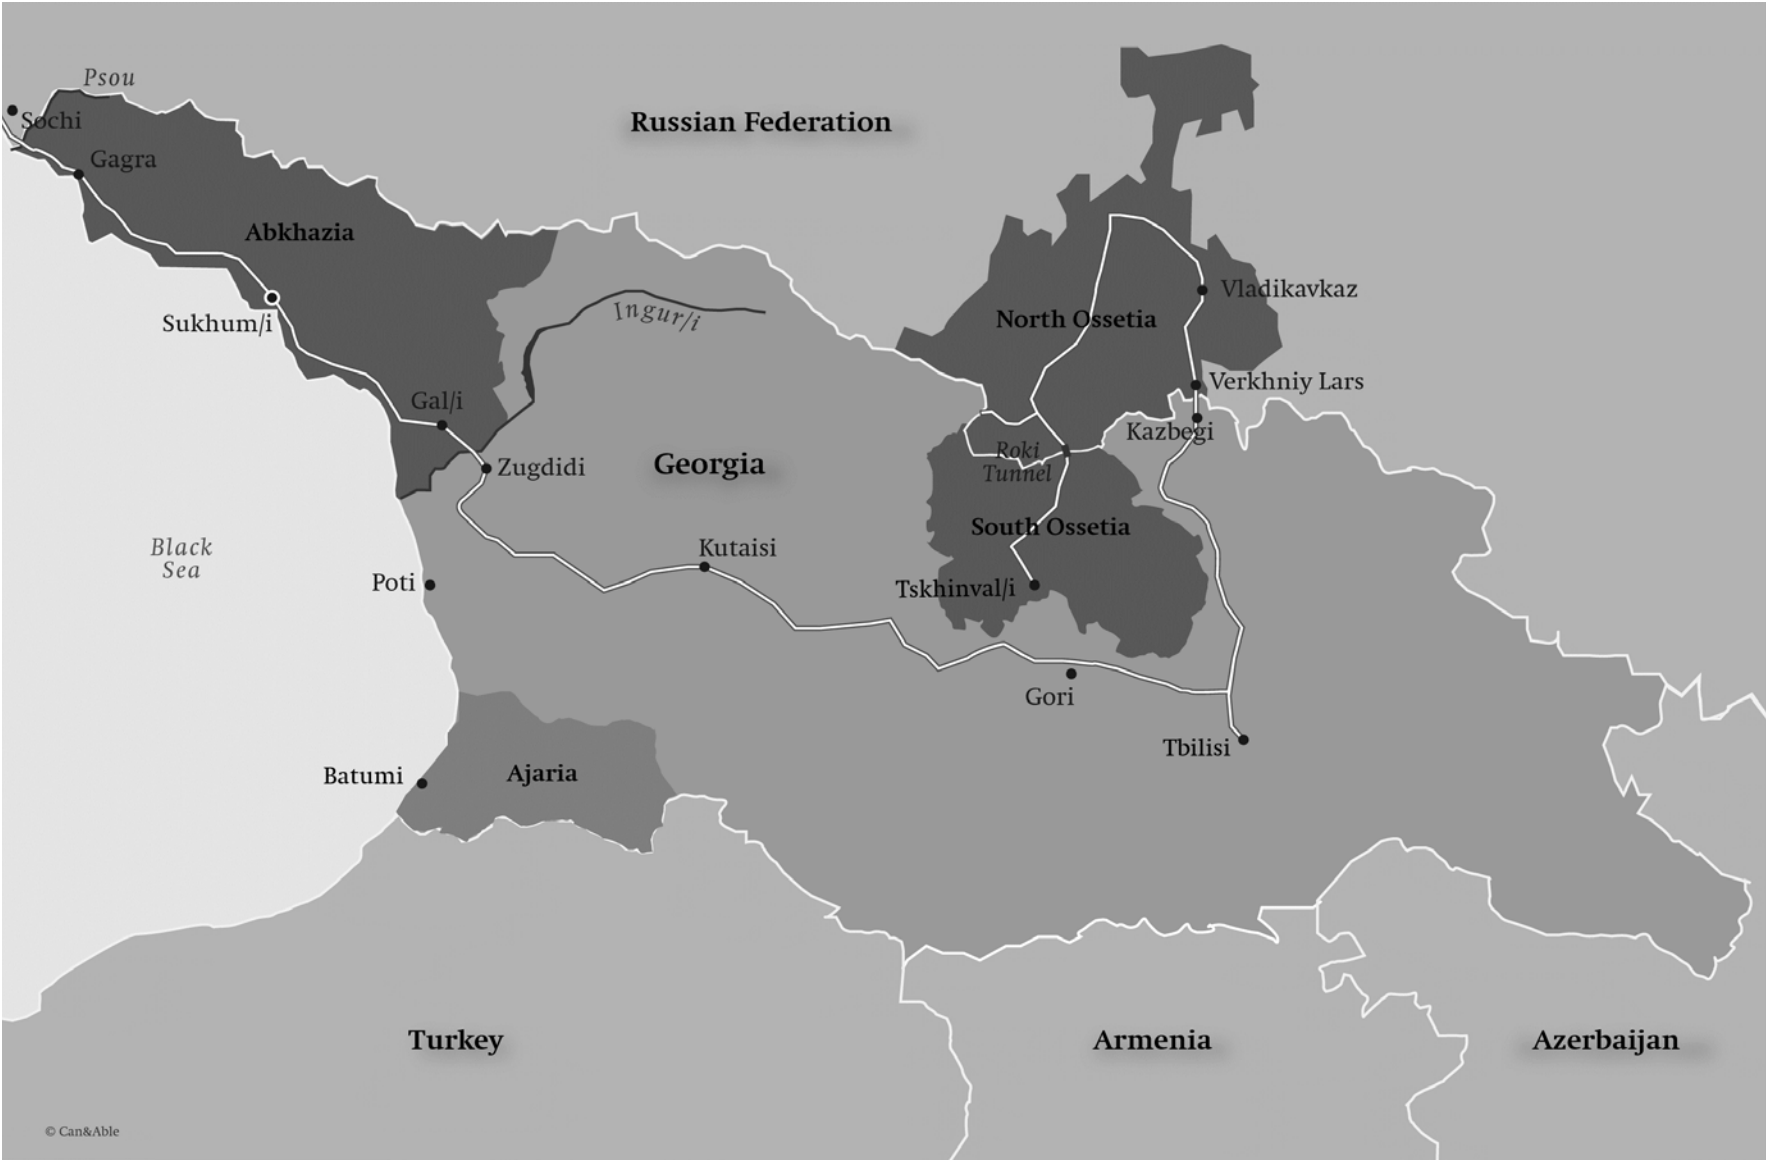 Psou
Sochi
Russian Federation
Gagra
Abkhazia
Vladikavkaz
Sukhum/i
Ingur/i
North Ossetia
Verkhniy Lars
Gal/i
Kazbegi
Zugdidi
Georgia
Roki
Tunnel
South Ossetia
Black
Sea
Kutaisi
Poti
Tskhinval/i
Gori
Tbilisi
Batumi
Ajaria
Turkey
Armenia
Azerbaijan
© Can&Able